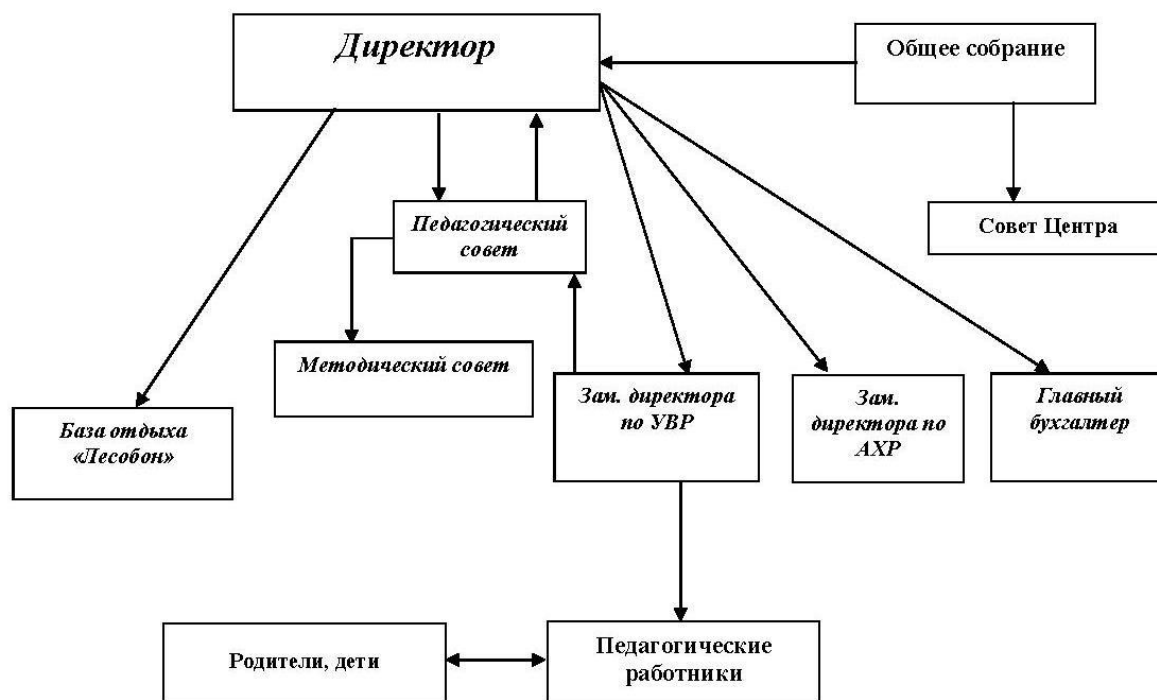 Директор
Общее собрание
Педагогический
совет
Совет Центра
Методический совет
База отдыха
«Лесобон»
Зам. директора
по УВР
Зам.
директора по
АХР
Главный
бухгалтер
Родители, дети
Педагогические
работники